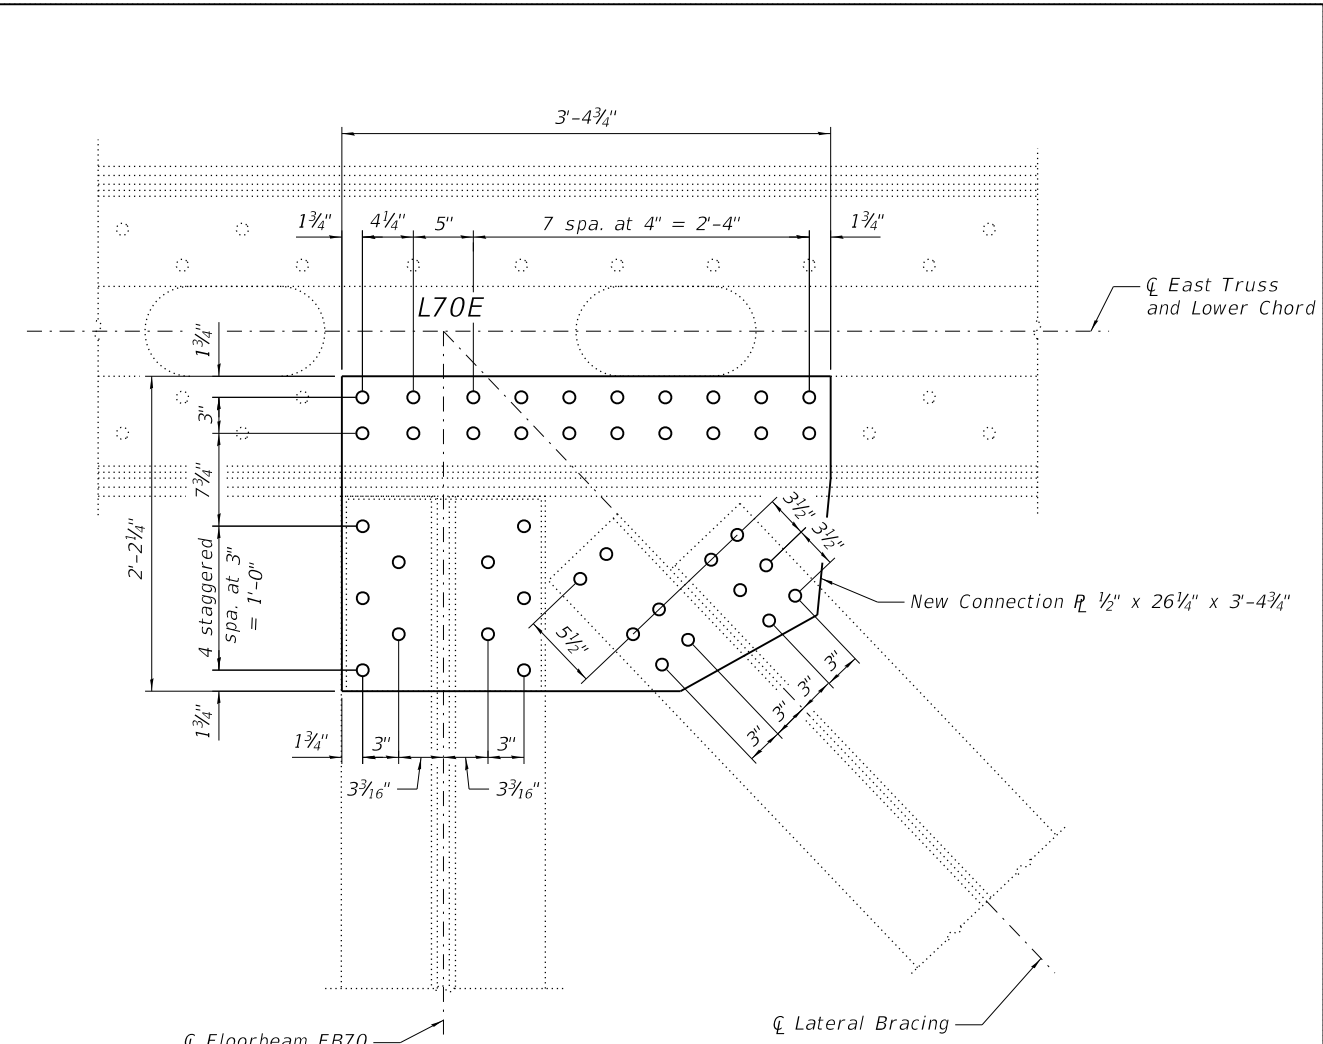 3'-4¾"
1¾"
4¼"
5"
7 spa. at 4" = 2'-4"
1¾"
L70E
℄ East Truss
and Lower Chord
1¾"
3"
7¾"
2'-2¼"
4 staggered
spa. at 3"
= 1'-0"
1¾"
3½"
3½"
New Connection ⅊ ½" x 26¼" x 3'-4¾"
5½"
3"
3"
3"
3"
1¾"
3"
3"
3³⁄₁₆"
3³⁄₁₆"
℄ Lateral Bracing
℄ Floorbeam FB70